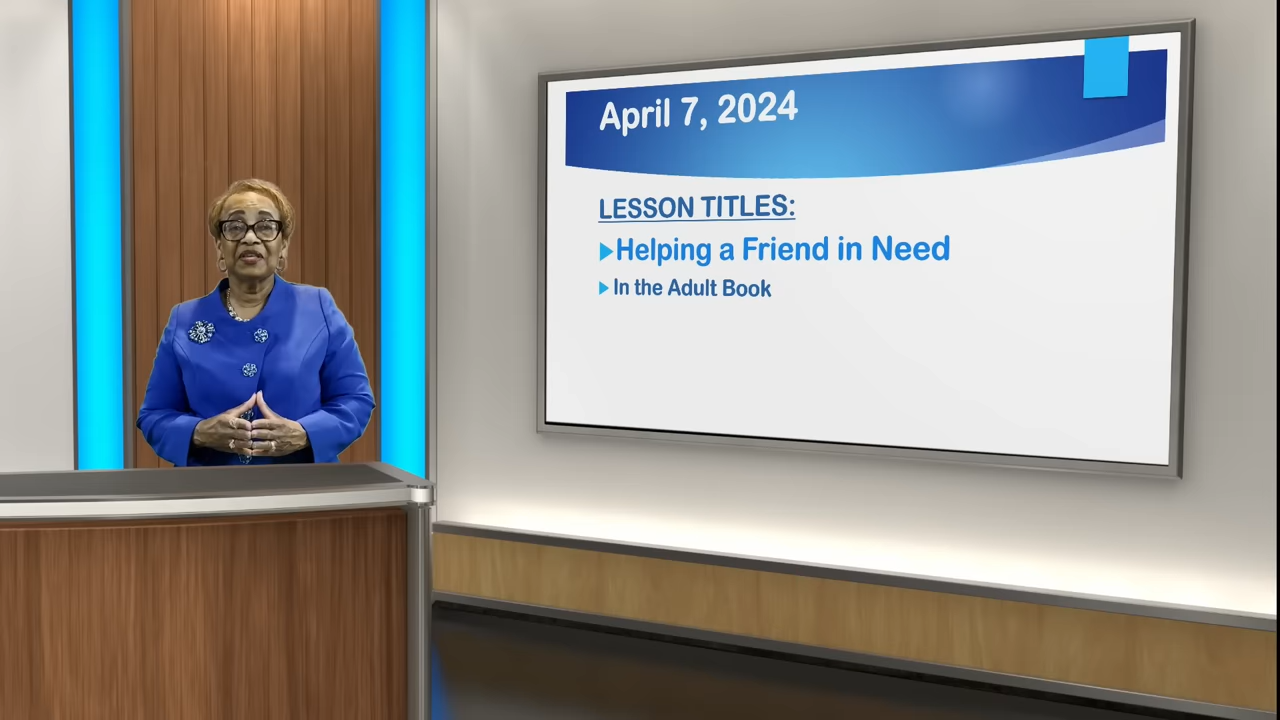 April 7, 2024
LESSON TITLES:
Helping a Friend in Need
In the Adult Book